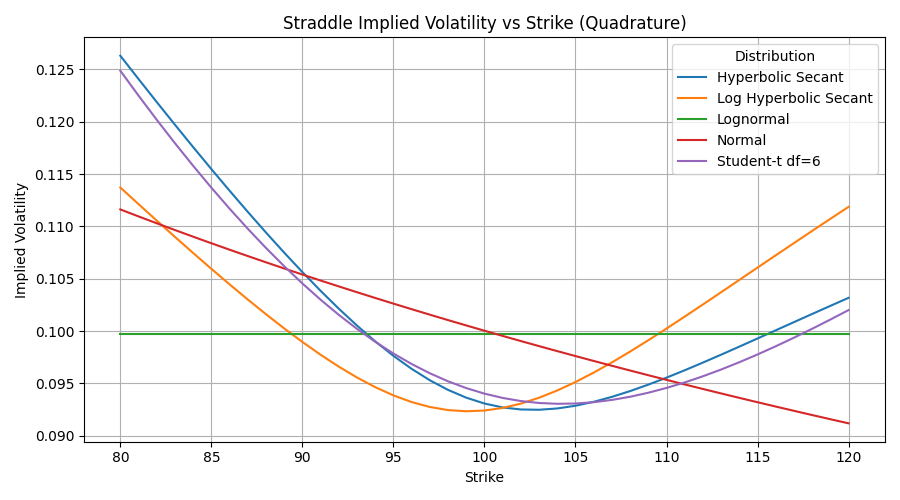 Straddle Implied Volatility vs Strike (Quadrature)
Implied Volatility
0.125
0.120
0.115
0.110
0.105
0.100
0.095
0.090
Distribution
Hyperbolic Secant
Log Hyperbolic Secant
Lognormal
Normal
Student-t df=6
80 85 90 95 100 105 110 115 120
Strike